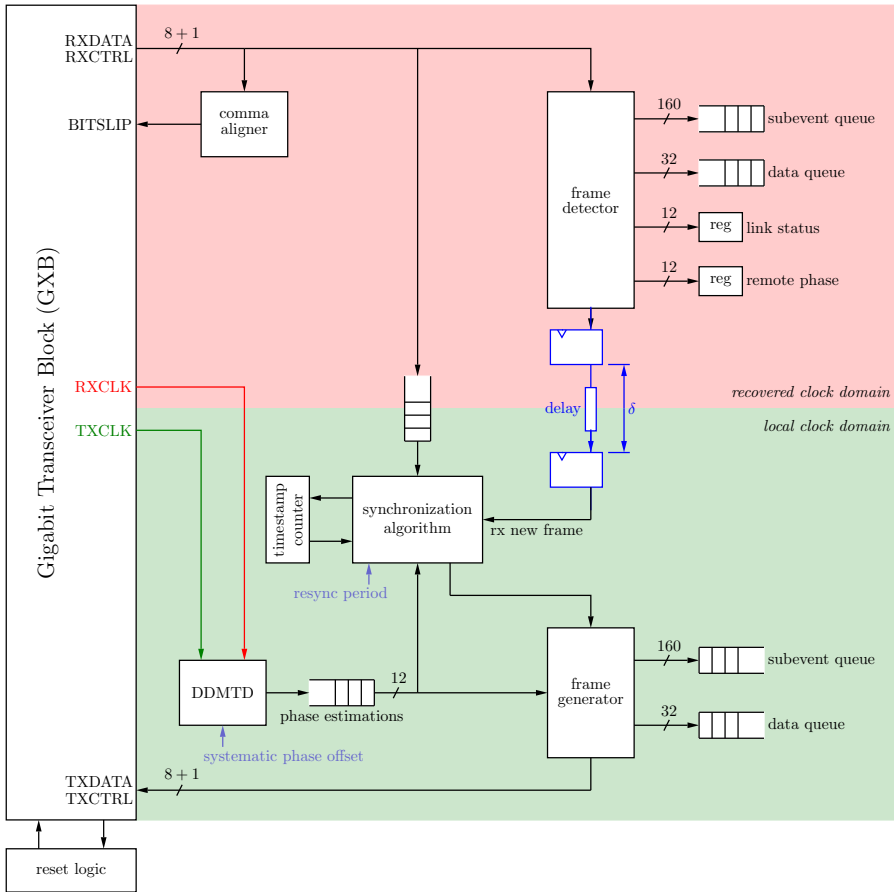 RXDATA
RXCTRL
8 + 1
comma
aligner
BITSLIP
160
subevent queue
32
data queue
frame
detector
12
reg
link status
12
reg
remote phase
Gigabit Transceiver Block (GXB)
RXCLK
recovered clock domain
delay
δ
TXCLK
local clock domain
timestamp
counter
synchronization
algorithm
rx new frame
resync period
160
subevent queue
DDMTD
12
phase estimations
frame
generator
32
data queue
systematic phase offset
TXDATA
TXCTRL
8 + 1
reset logic